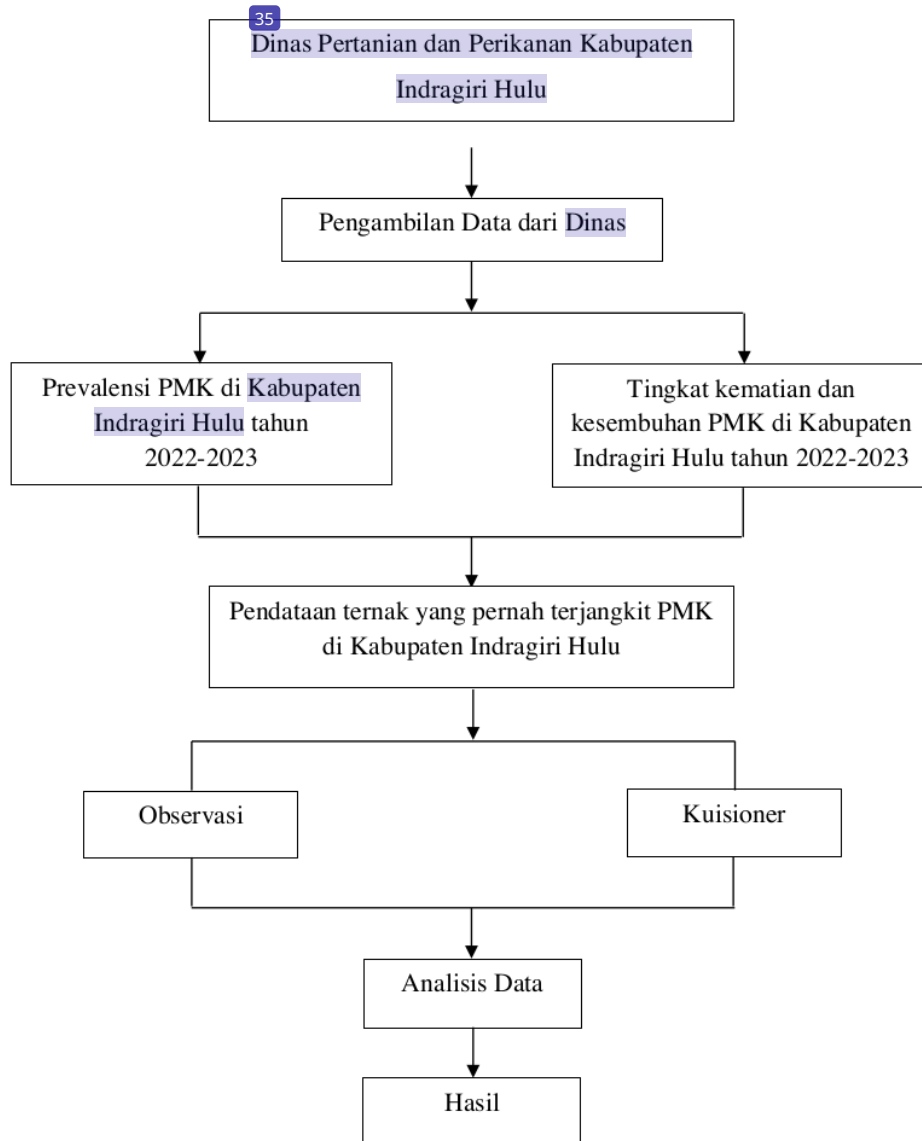 35
Dinas Pertanian dan Perikanan Kabupaten
Indragiri Hulu
Pengambilan Data dari Dinas
Prevalensi PMK di Kabupaten
Indragiri Hulu tahun
2022-2023
Tingkat kematian dan
kesembuhan PMK di Kabupaten
Indragiri Hulu tahun 2022-2023
Pendataan ternak yang pernah terjangkit PMK
di Kabupaten Indragiri Hulu
Observasi
Kuisioner
Analisis Data
Hasil